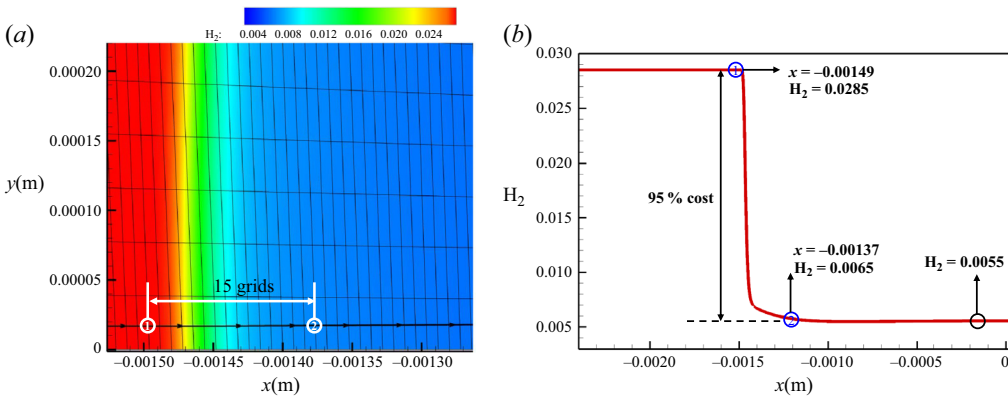 (a)
H₂: 0.004 0.008 0.012 0.016 0.020 0.024
0.00020
0.00015
0.00010
0.00005
0
y(m)
15 grids
1
2
–0.00150 –0.00145 –0.00140 –0.00135 –0.00130
x(m)
(b)
0.030
0.025
0.020
0.015
0.010
0.005
H₂
1
x = –0.00149
H₂ = 0.0285
95 % cost
x = –0.00137
H₂ = 0.0065
H₂ = 0.0055
2
–0.0020 –0.0015 –0.0010 –0.0005 0
x(m)